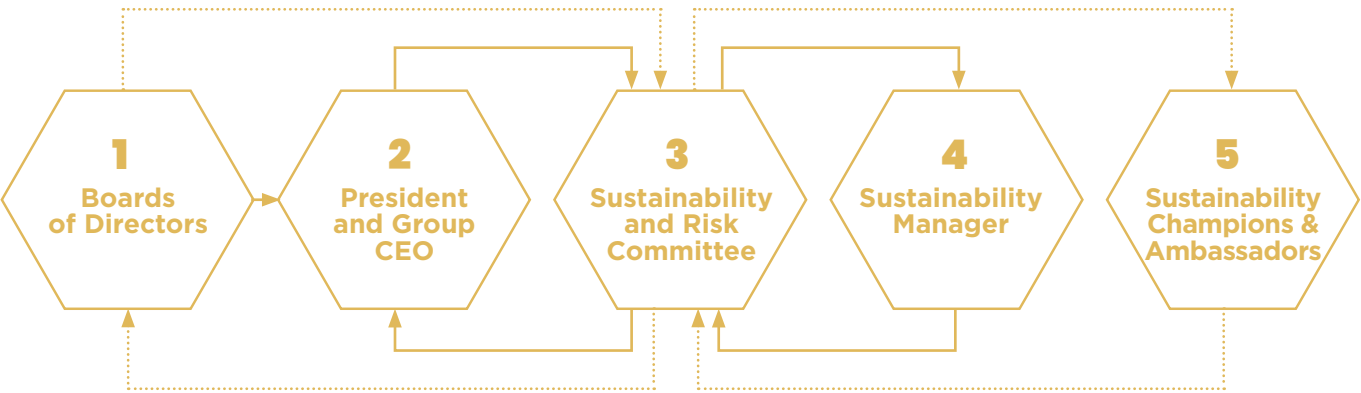 1
Boards
of Directors
2
President
and Group
CEO
3
Sustainability
and Risk
Committee
4
Sustainability
Manager
5
Sustainability
Champions &
Ambassadors